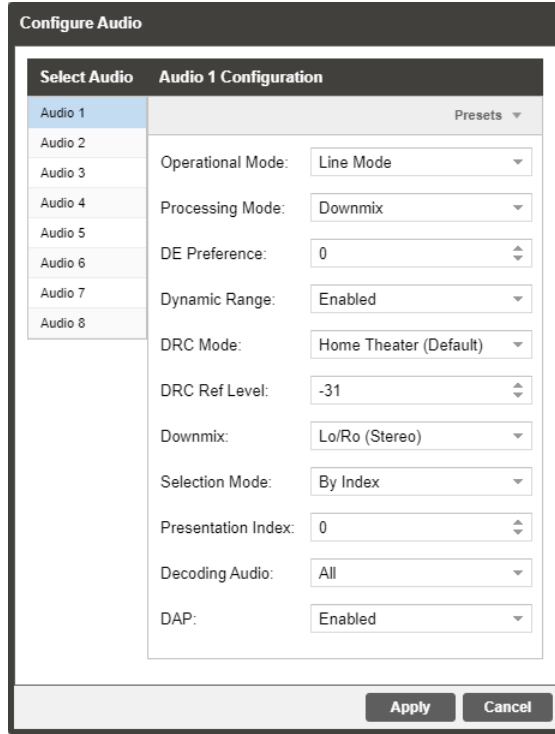 Configure Audio
Select Audio
Audio 1 Configuration
Audio 1
Audio 2
Audio 3
Audio 4
Audio 5
Audio 6
Audio 7
Audio 8
Presets
Operational Mode: Line Mode
Processing Mode: Downmix
DE Preference: 0
Dynamic Range: Enabled
DRC Mode: Home Theater (Default)
DRC Ref Level: -31
Downmix: Lo/Ro (Stereo)
Selection Mode: By Index
Presentation Index: 0
Decoding Audio: All
DAP: Enabled
Apply Cancel